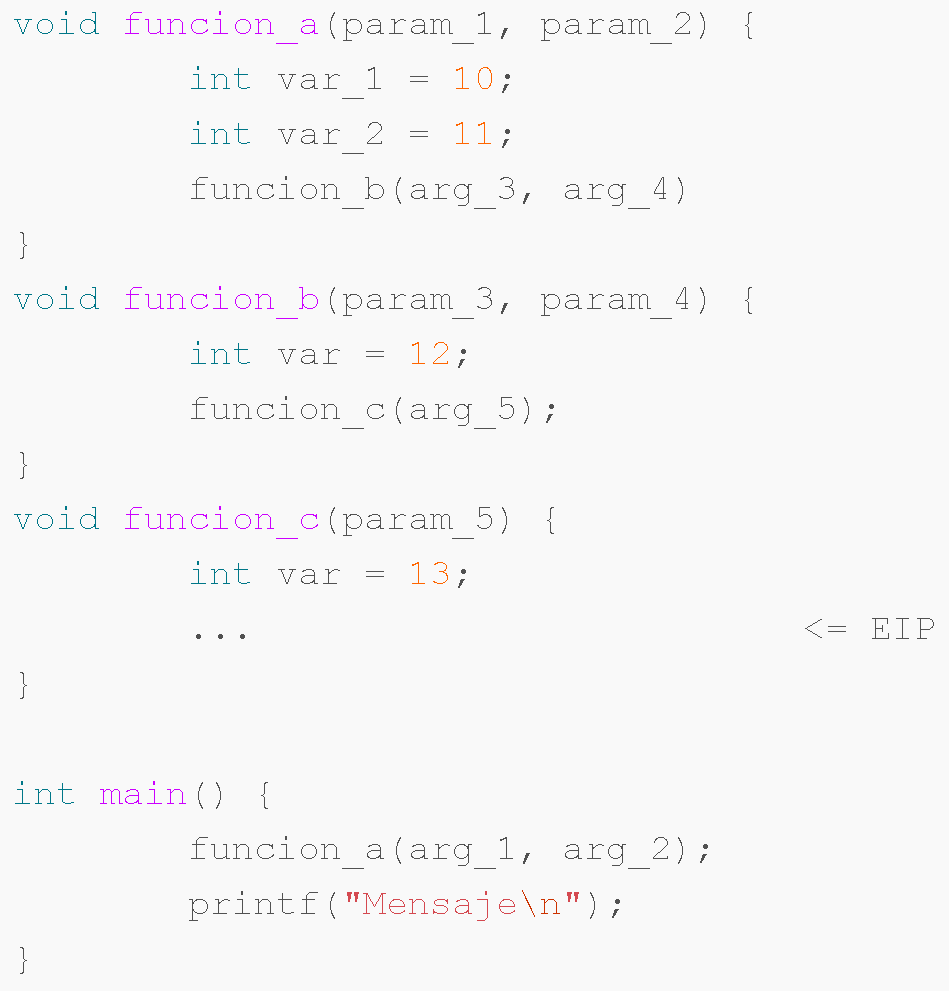 void funcion_a(param_1, param_2) {
        int var_1 = 10;
        int var_2 = 11;
        funcion_b(arg_3, arg_4)
}
void funcion_b(param_3, param_4) {
        int var = 12;
        funcion_c(arg_5);
}
void funcion_c(param_5) {
        int var = 13;
        ...                         <= EIP
}
int main() {
        funcion_a(arg_1, arg_2);
        printf("Mensaje\n");
}